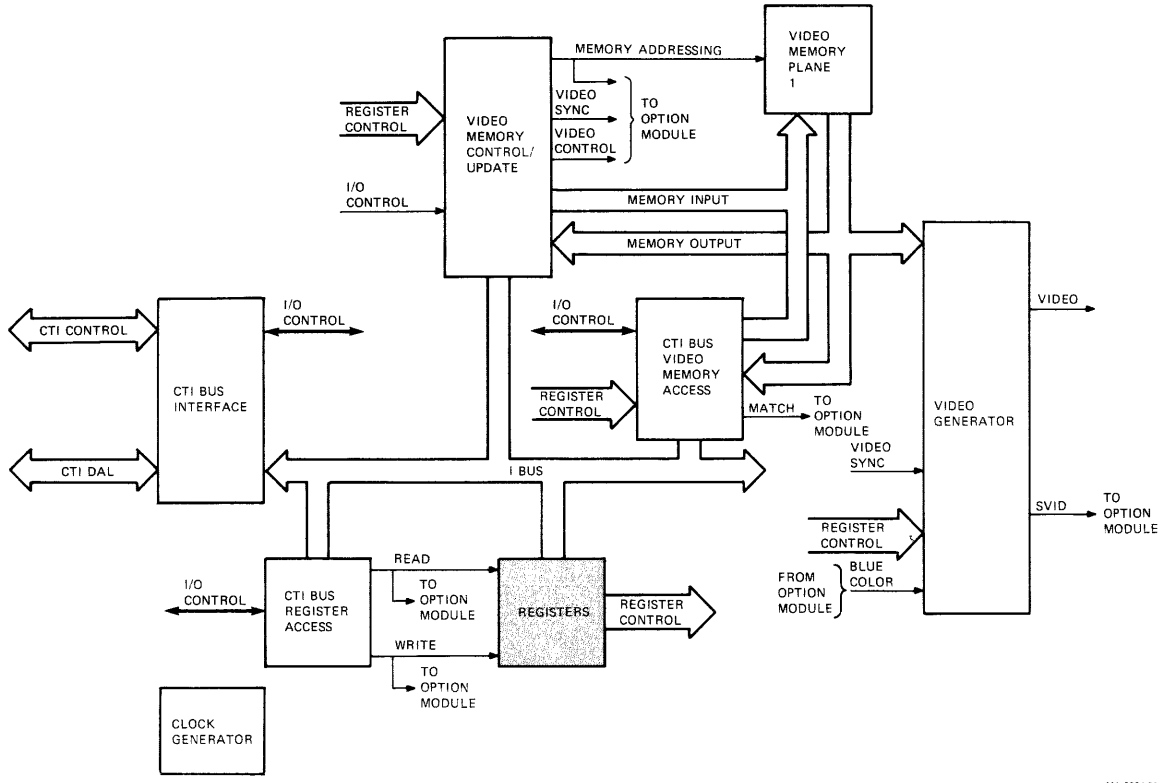 VIDEO
MEMORY
PLANE
1
MEMORY ADDRESSING
VIDEO
SYNC
VIDEO
CONTROL
TO
OPTION
MODULE
REGISTER
CONTROL
VIDEO
MEMORY
CONTROL/
UPDATE
I/O
CONTROL
MEMORY INPUT
MEMORY OUTPUT
CTI CONTROL
I/O
CONTROL
CTI BUS
INTERFACE
CTI DAL
I/O
CONTROL
CTI BUS
VIDEO
MEMORY
ACCESS
REGISTER
CONTROL
MATCH
TO
OPTION
MODULE
I BUS
VIDEO
GENERATOR
VIDEO
VIDEO
SYNC
SVID
TO
OPTION
MODULE
REGISTER
CONTROL
FROM
OPTION
MODULE
BLUE
COLOR
I/O
CONTROL
CTI BUS
REGISTER
ACCESS
READ
TO
OPTION
MODULE
WRITE
TO
OPTION
MODULE
REGISTERS
REGISTER
CONTROL
CLOCK
GENERATOR